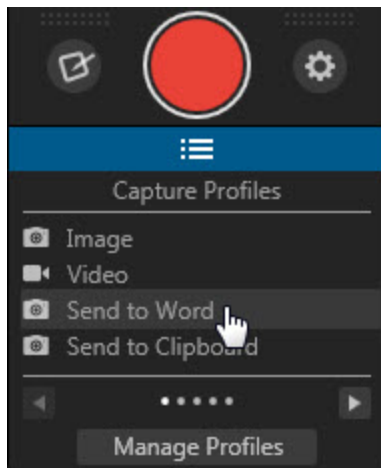 Capture Profiles
Image
Video
Send to Word
Send to Clipboard
Manage Profiles